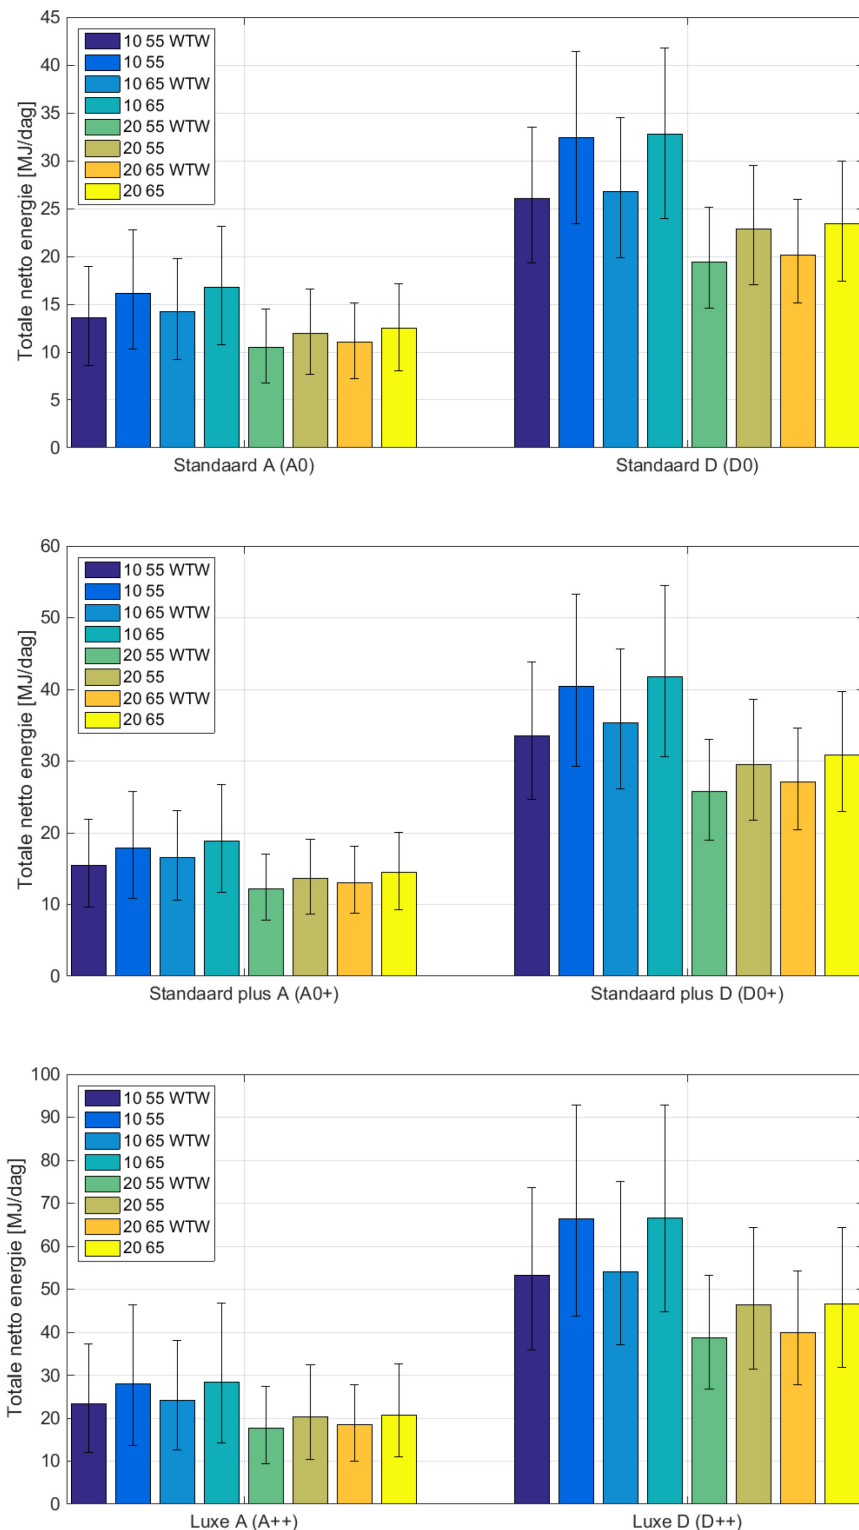 Totale netto energie [MJ/dag]
45
40
35
30
25
20
15
10
5
0
10 55 WTW
10 55
10 65 WTW
10 65
20 55 WTW
20 55
20 65 WTW
20 65
Standaard A (A0)
Standaard D (D0)
Totale netto energie [MJ/dag]
60
50
40
30
20
10
0
10 55 WTW
10 55
10 65 WTW
10 65
20 55 WTW
20 55
20 65 WTW
20 65
Standaard plus A (A0+)
Standaard plus D (D0+)
Totale netto energie [MJ/dag]
100
90
80
70
60
50
40
30
20
10
0
10 55 WTW
10 55
10 65 WTW
10 65
20 55 WTW
20 55
20 65 WTW
20 65
Luxe A (A++)
Luxe D (D++)